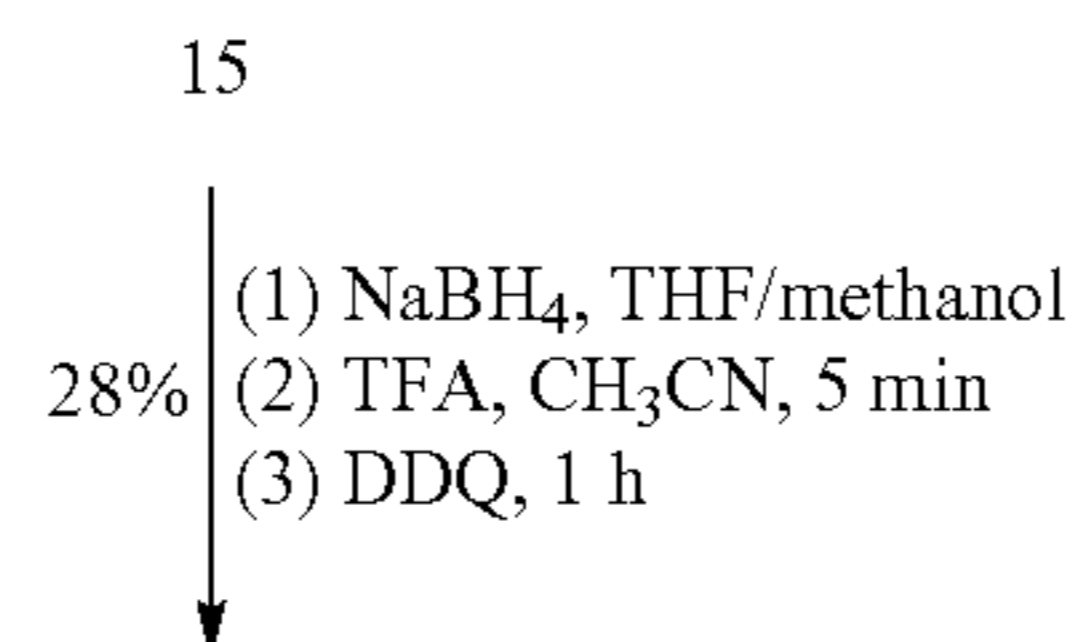 15
(1) NaBH₄, THF/methanol
28% (2) TFA, CH₃CN, 5 min
(3) DDQ, 1 h